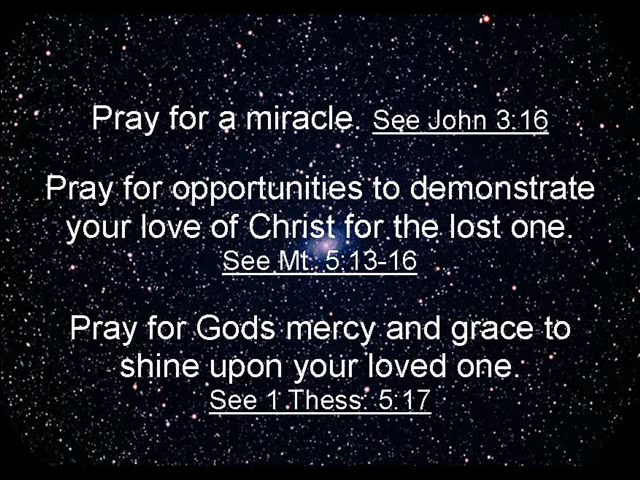 Pray for a miracle. See John 3:16
Pray for opportunities to demonstrate
your love of Christ for the lost one.
See Mt. 5:13-16
Pray for Gods mercy and grace to
shine upon your loved one.
See 1 Thess. 5:17